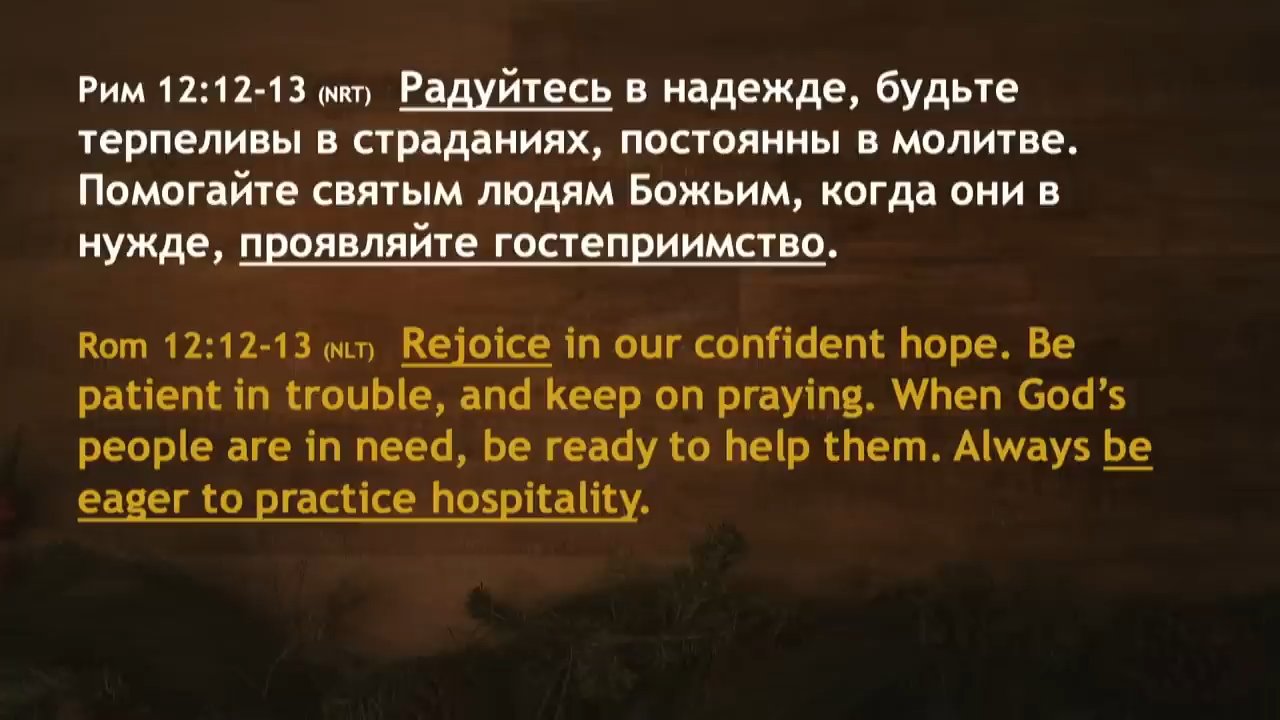 Рим 12:12-13 (NRT) Радуйтесь в надежде, будьте
терпеливы в страданиях, постоянны в молитве.
Помогайте святым людям Божьим, когда они в
нужде, проявляйте гостеприимство.
Rom 12:12-13 (NLT) Rejoice in our confident hope. Be
patient in trouble, and keep on praying. When God’s
people are in need, be ready to help them. Always be
eager to practice hospitality.